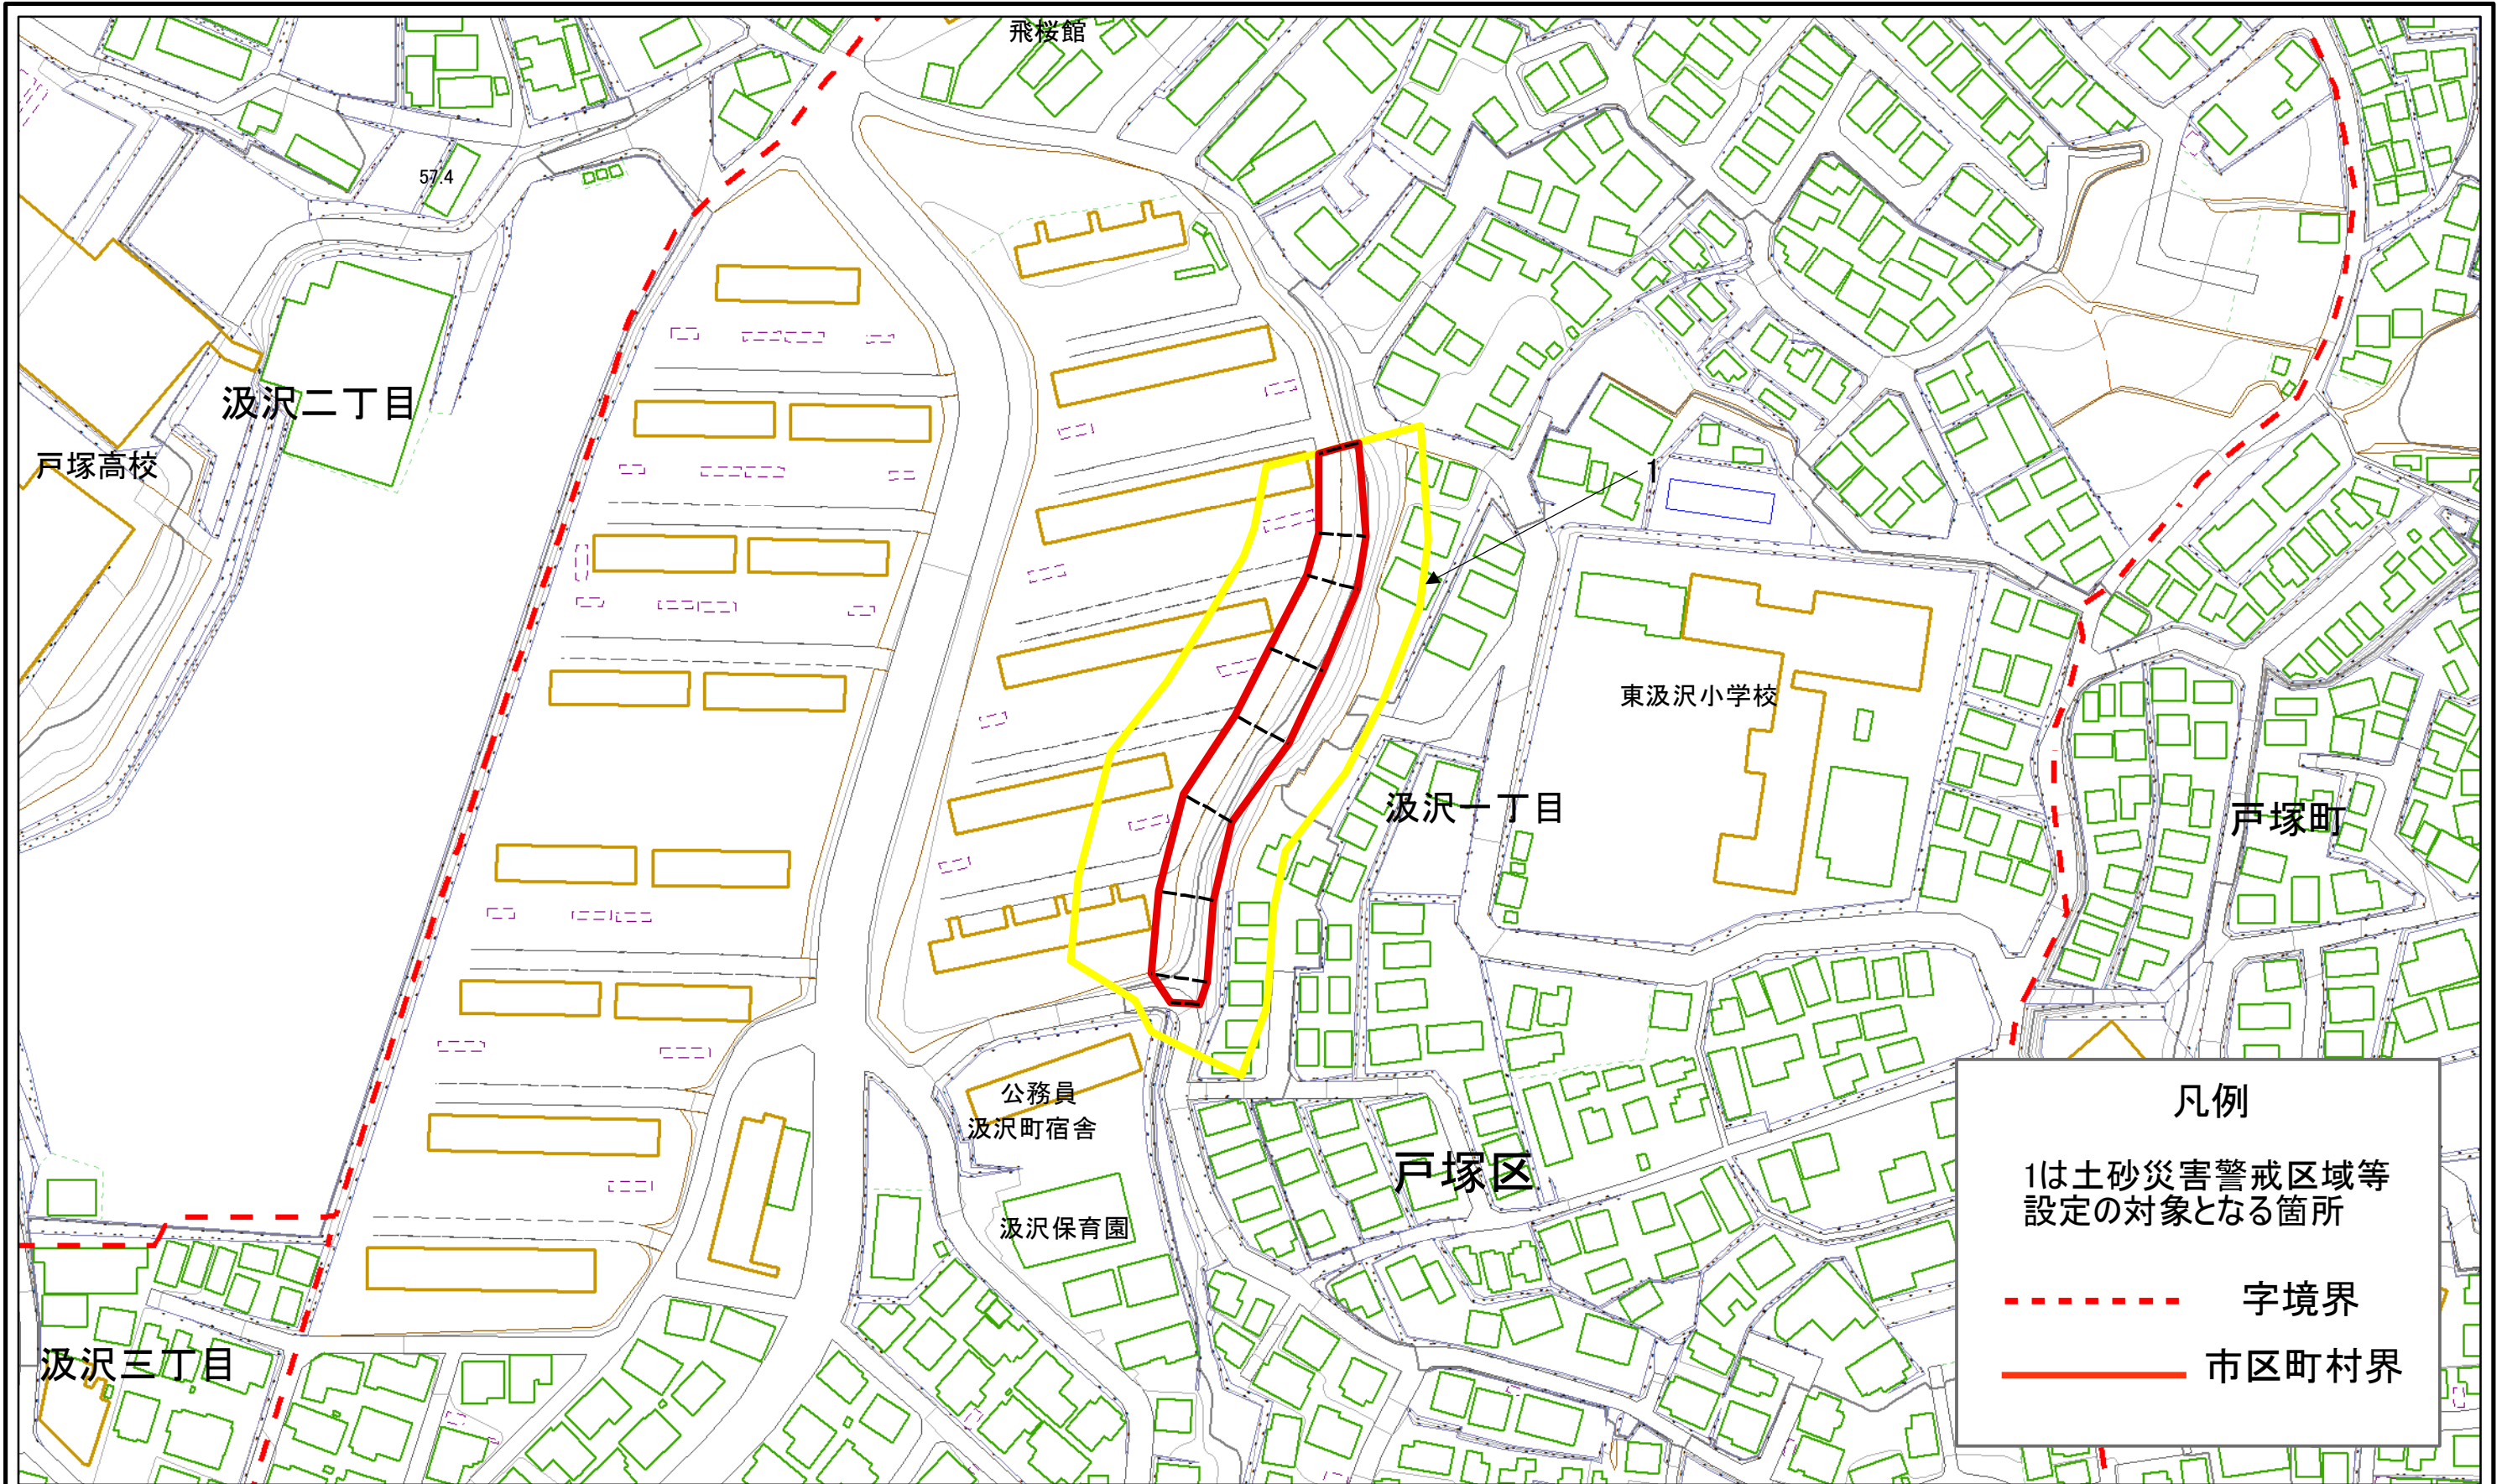 飛桜館
57.4
汲沢二丁目
戸塚高校
1
東汲沢小学校
汲沢一丁目
戸塚町
公務員
汲沢町宿舎
戸塚区
汲沢保育園
汲沢三丁目
凡例
1は土砂災害警戒区域等
設定の対象となる箇所
字境界
市区町村界